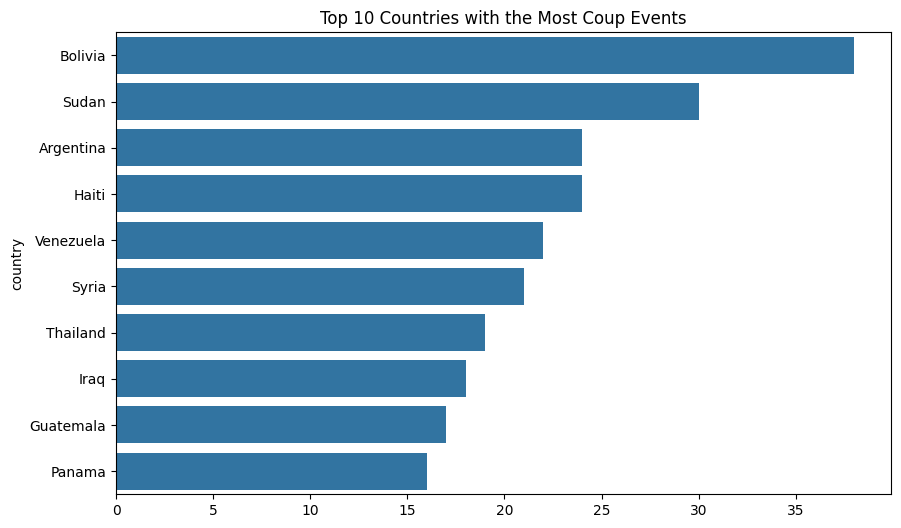 Top 10 Countries with the Most Coup Events
country
Bolivia
Sudan
Argentina
Haiti
Venezuela
Syria
Thailand
Iraq
Guatemala
Panama
0 5 10 15 20 25 30 35